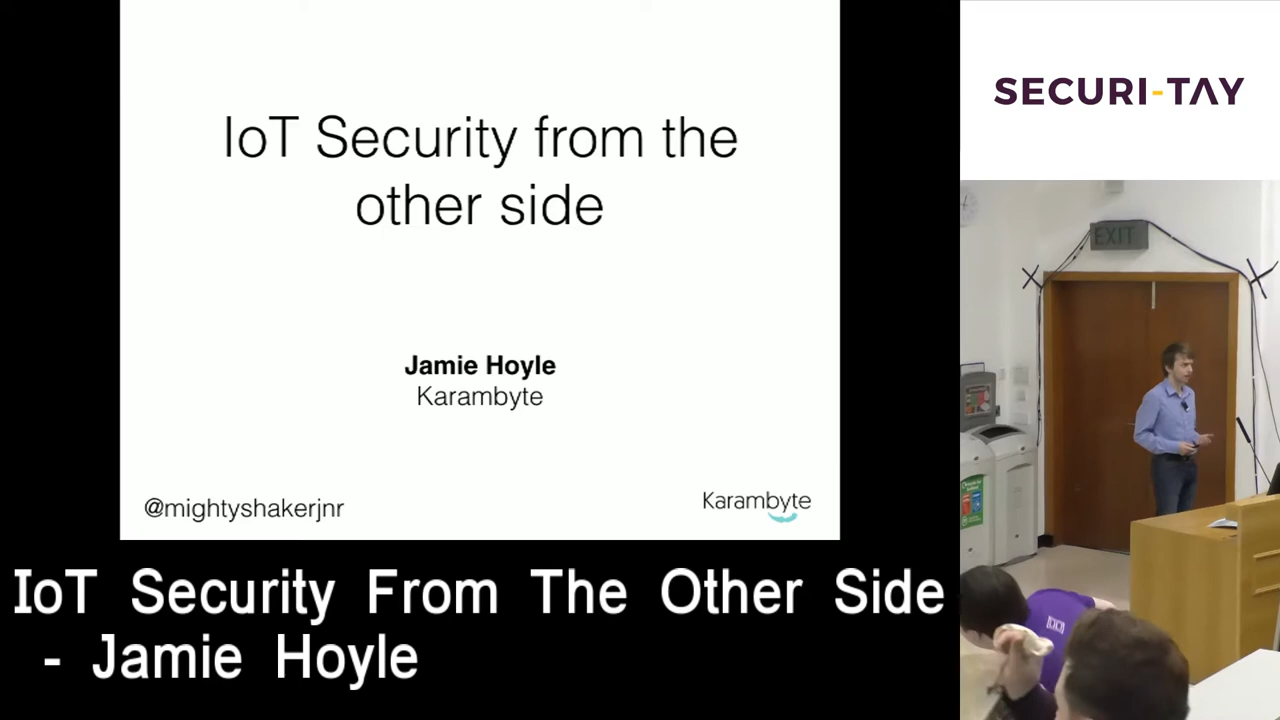 IoT Security from the
other side
Jamie Hoyle
Karambyte
@mightyshakerjnr
Karambyte
IoT Security From The Other Side
- Jamie Hoyle
SECURI-TAY
EXIT